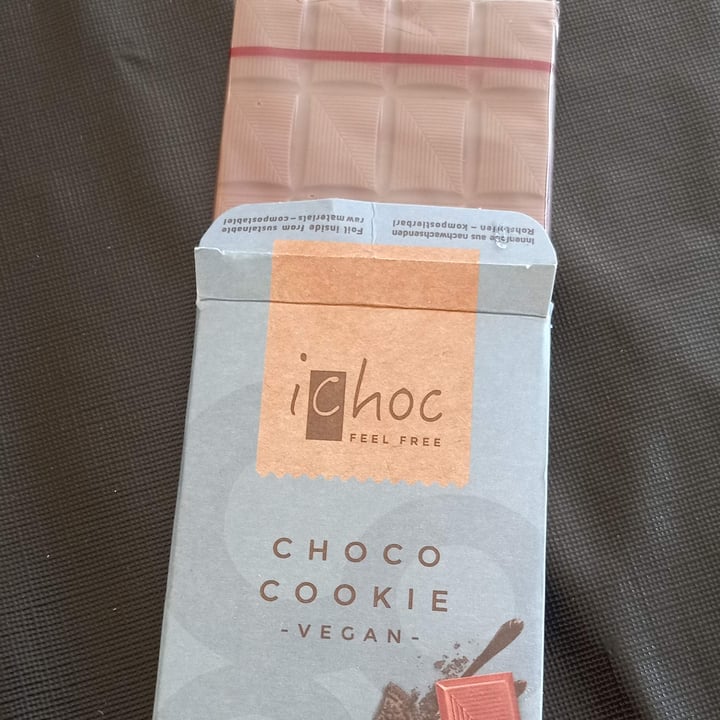 Foil inside from sustainable
raw materials – compostable!
Innenfolie aus nachwachsenden
Rohstoffen – kompostierbar!
ichoc
FEEL FREE
CHOCO
COOKIE
-VEGAN-